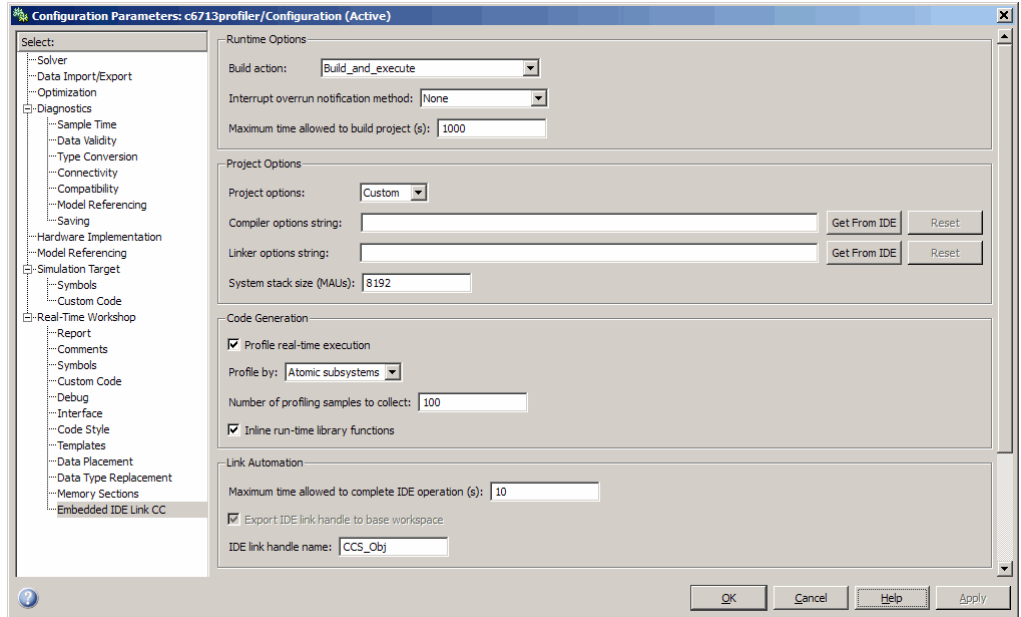 Configuration Parameters: c6713profiler/Configuration (Active)
Select:
Solver
Data Import/Export
Optimization
Diagnostics
Sample Time
Data Validity
Type Conversion
Connectivity
Compatibility
Model Referencing
Saving
Hardware Implementation
Model Referencing
Simulation Target
Symbols
Custom Code
Real-Time Workshop
Report
Comments
Symbols
Custom Code
Debug
Interface
Code Style
Templates
Data Placement
Data Type Replacement
Memory Sections
Embedded IDE Link CC
Runtime Options
Build action: Build_and_execute
Interrupt overrun notification method: None
Maximum time allowed to build project (s): 1000
Project Options
Project options: Custom
Compiler options string: Get From IDE Reset
Linker options string: Get From IDE Reset
System stack size (MAUs): 8192
Code Generation
Profile real-time execution
Profile by: Atomic subsystems
Number of profiling samples to collect: 100
Inline run-time library functions
Link Automation
Maximum time allowed to complete IDE operation (s): 10
Export IDE link handle to base workspace
IDE link handle name: CCS_Obj
OK Cancel Help Apply